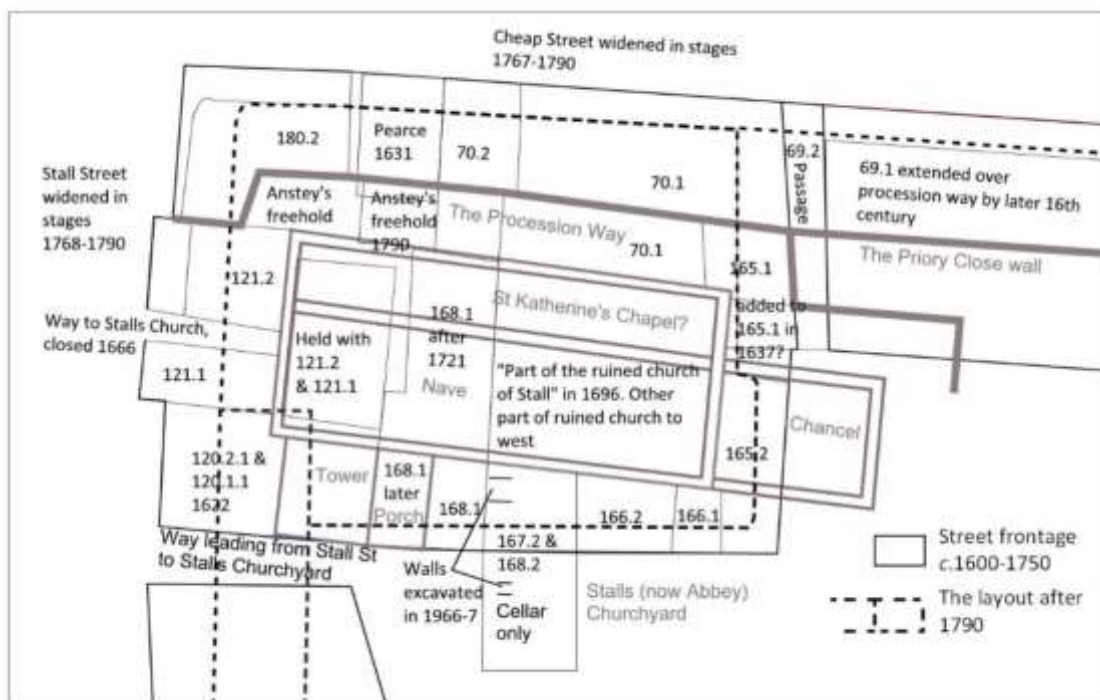 Cheap Street widened in stages
1767-1790
180.2
Pearce
1631
70.2
70.1
69.2
Passage
69.1 extended over
procession way by later 16th
century
Stall Street
widened in
stages
1768-1790
Anstey's
freehold
Anstey's
freehold
1790
The Procession Way
70.1
165.1
The Priory Close wall
121.2
St Katherine's Chapel?
168.1
after
1721
added to
165.1 in
1637?
Way to Stalls Church,
closed 1666
Held with
121.2
& 121.1
Nave
"Part of the ruined church
of Stall" in 1696. Other
part of ruined church to
west
121.1
Chancel
165.2
120.2.1 &
120.1.1
1622
Tower
168.1
later
Porch
168.1
166.2
166.1
Way leading from Stall St
to Stalls Churchyard
167.2 &
168.2
Walls
excavated
in 1966-7
Cellar
only
Stalls (now Abbey)
Churchyard
Street frontage
c.1600-1750
The layout after
1790